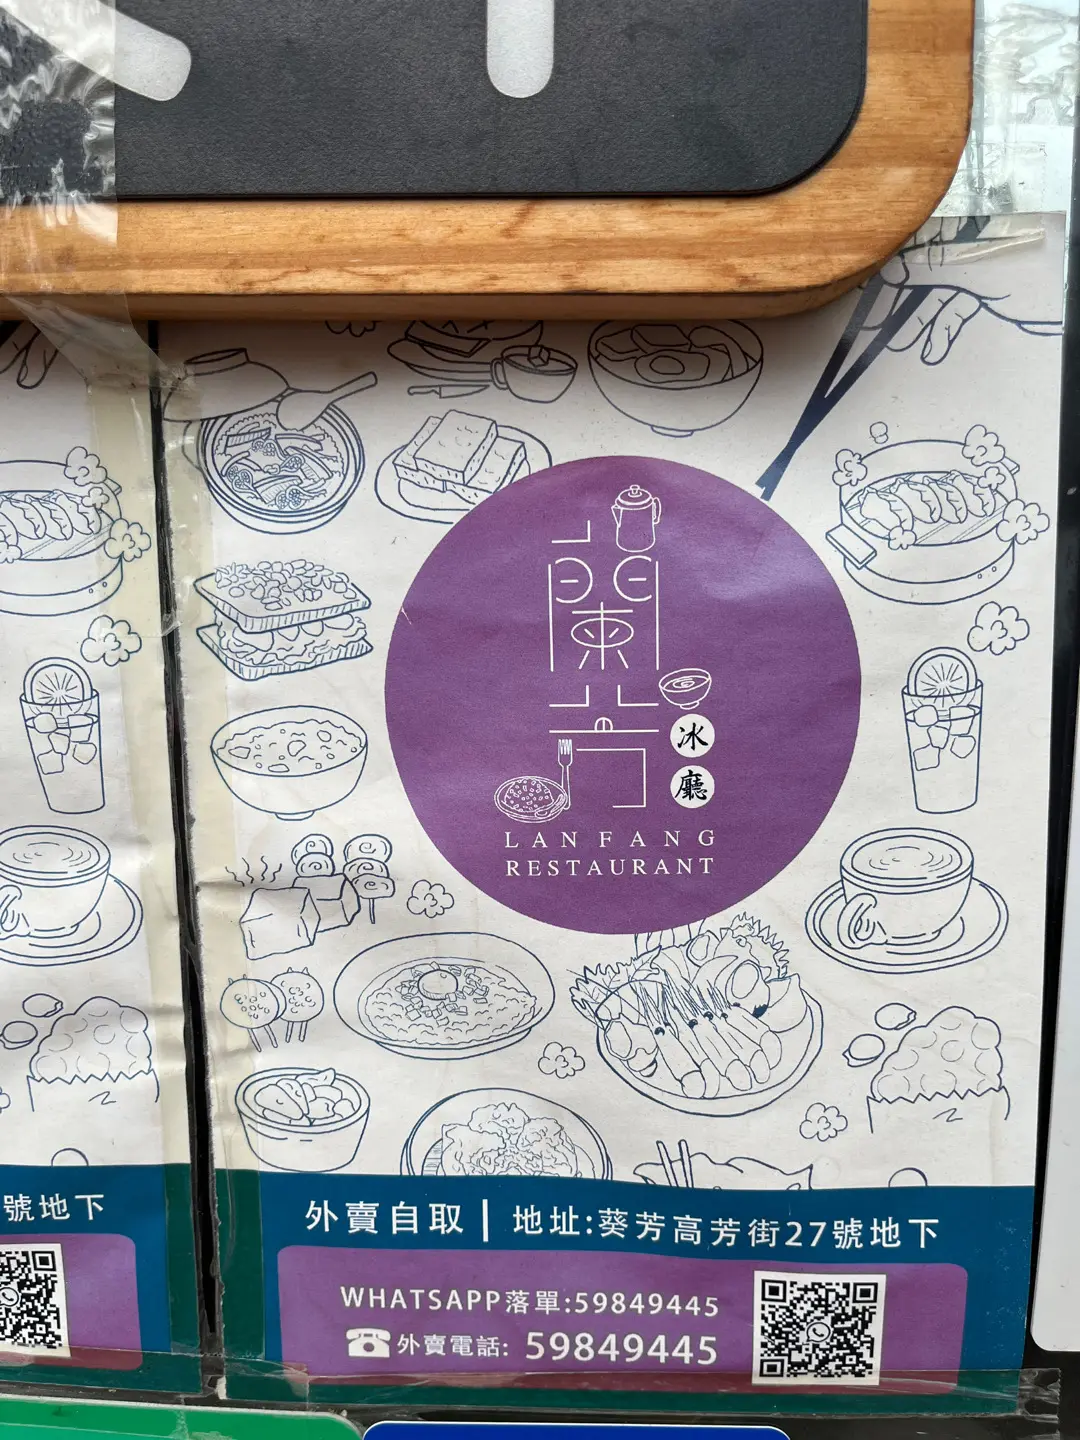 蘭芳
冰廳
LAN FANG
RESTAURANT
外賣自取 | 地址:葵芳高芳街27號地下
WHATSAPP落單:59849445
外賣電話: 59849445
號地下